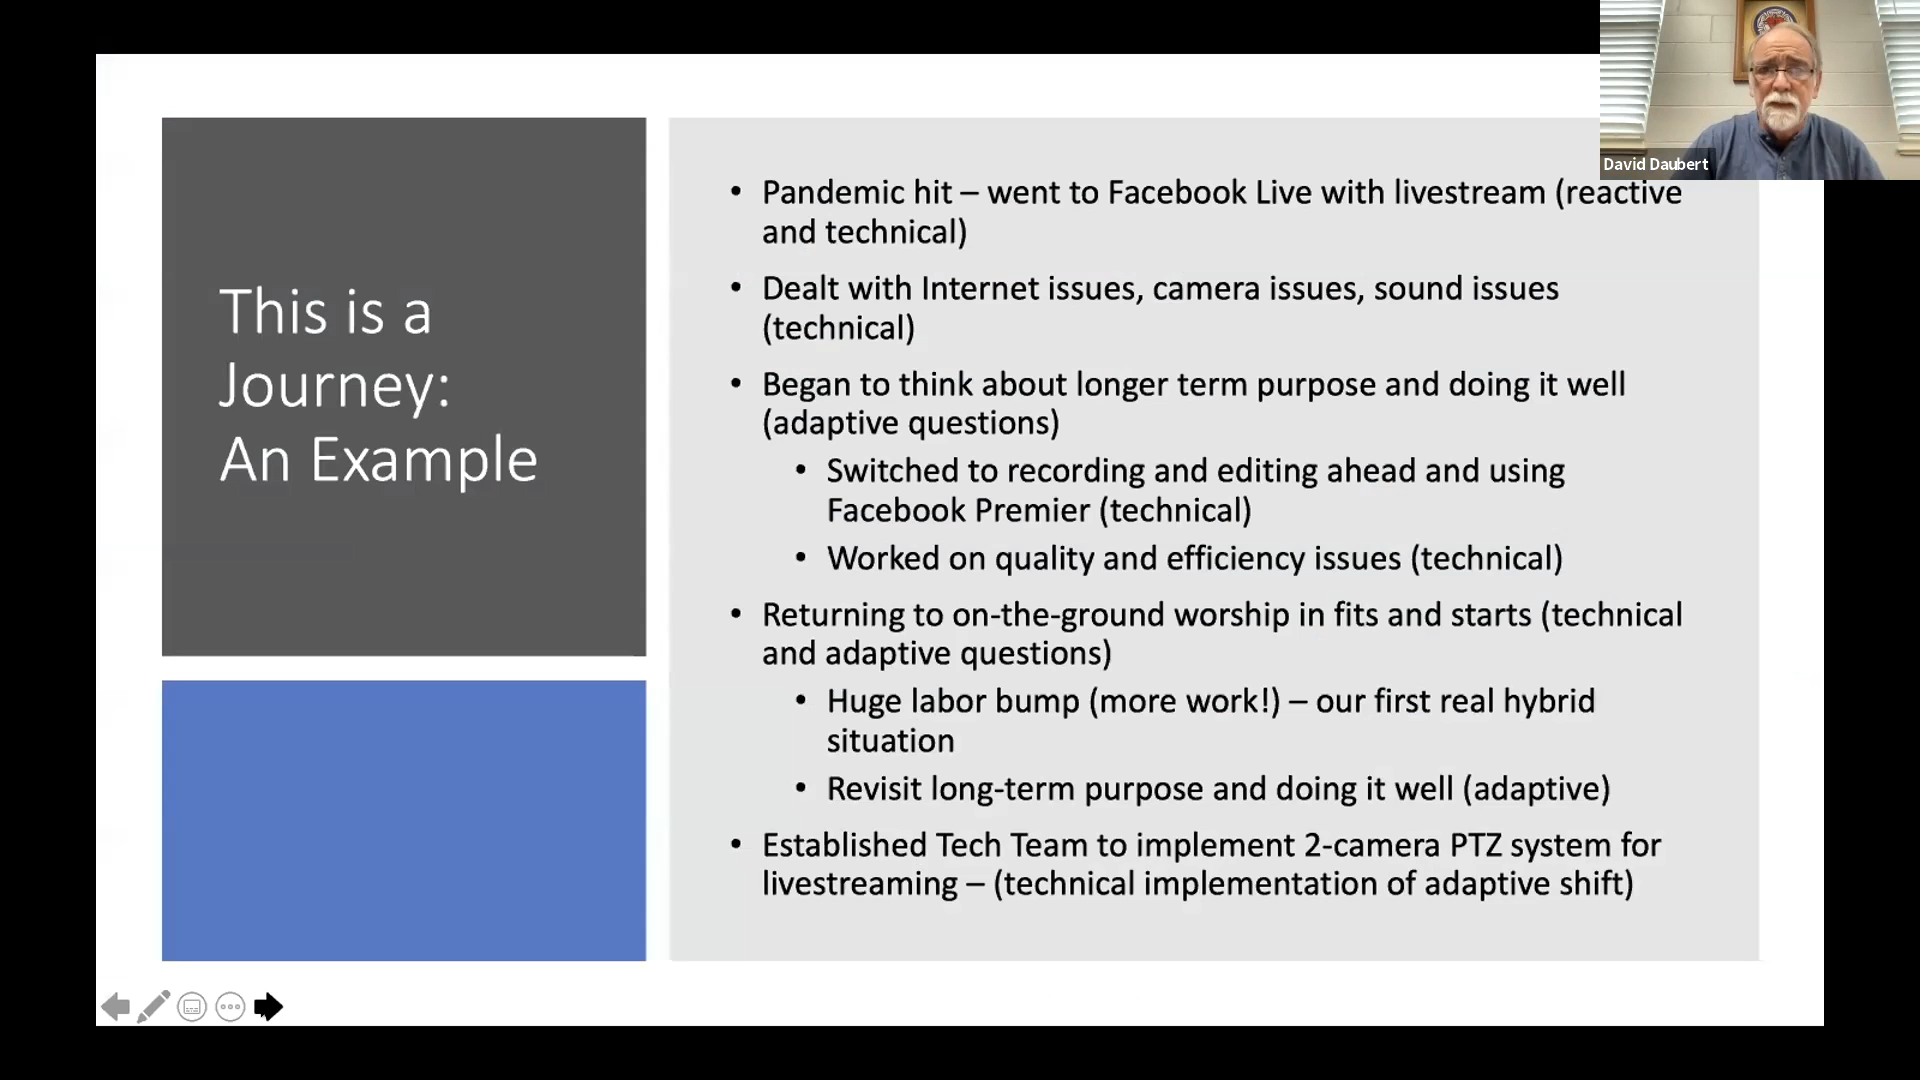 David Daubert
This is a
Journey:
An Example
• Pandemic hit – went to Facebook Live with livestream (reactive
and technical)
• Dealt with Internet issues, camera issues, sound issues
(technical)
• Began to think about longer term purpose and doing it well
(adaptive questions)
• Switched to recording and editing ahead and using
Facebook Premier (technical)
• Worked on quality and efficiency issues (technical)
• Returning to on-the-ground worship in fits and starts (technical
and adaptive questions)
• Huge labor bump (more work!) – our first real hybrid
situation
• Revisit long-term purpose and doing it well (adaptive)
• Established Tech Team to implement 2-camera PTZ system for
livestreaming – (technical implementation of adaptive shift)